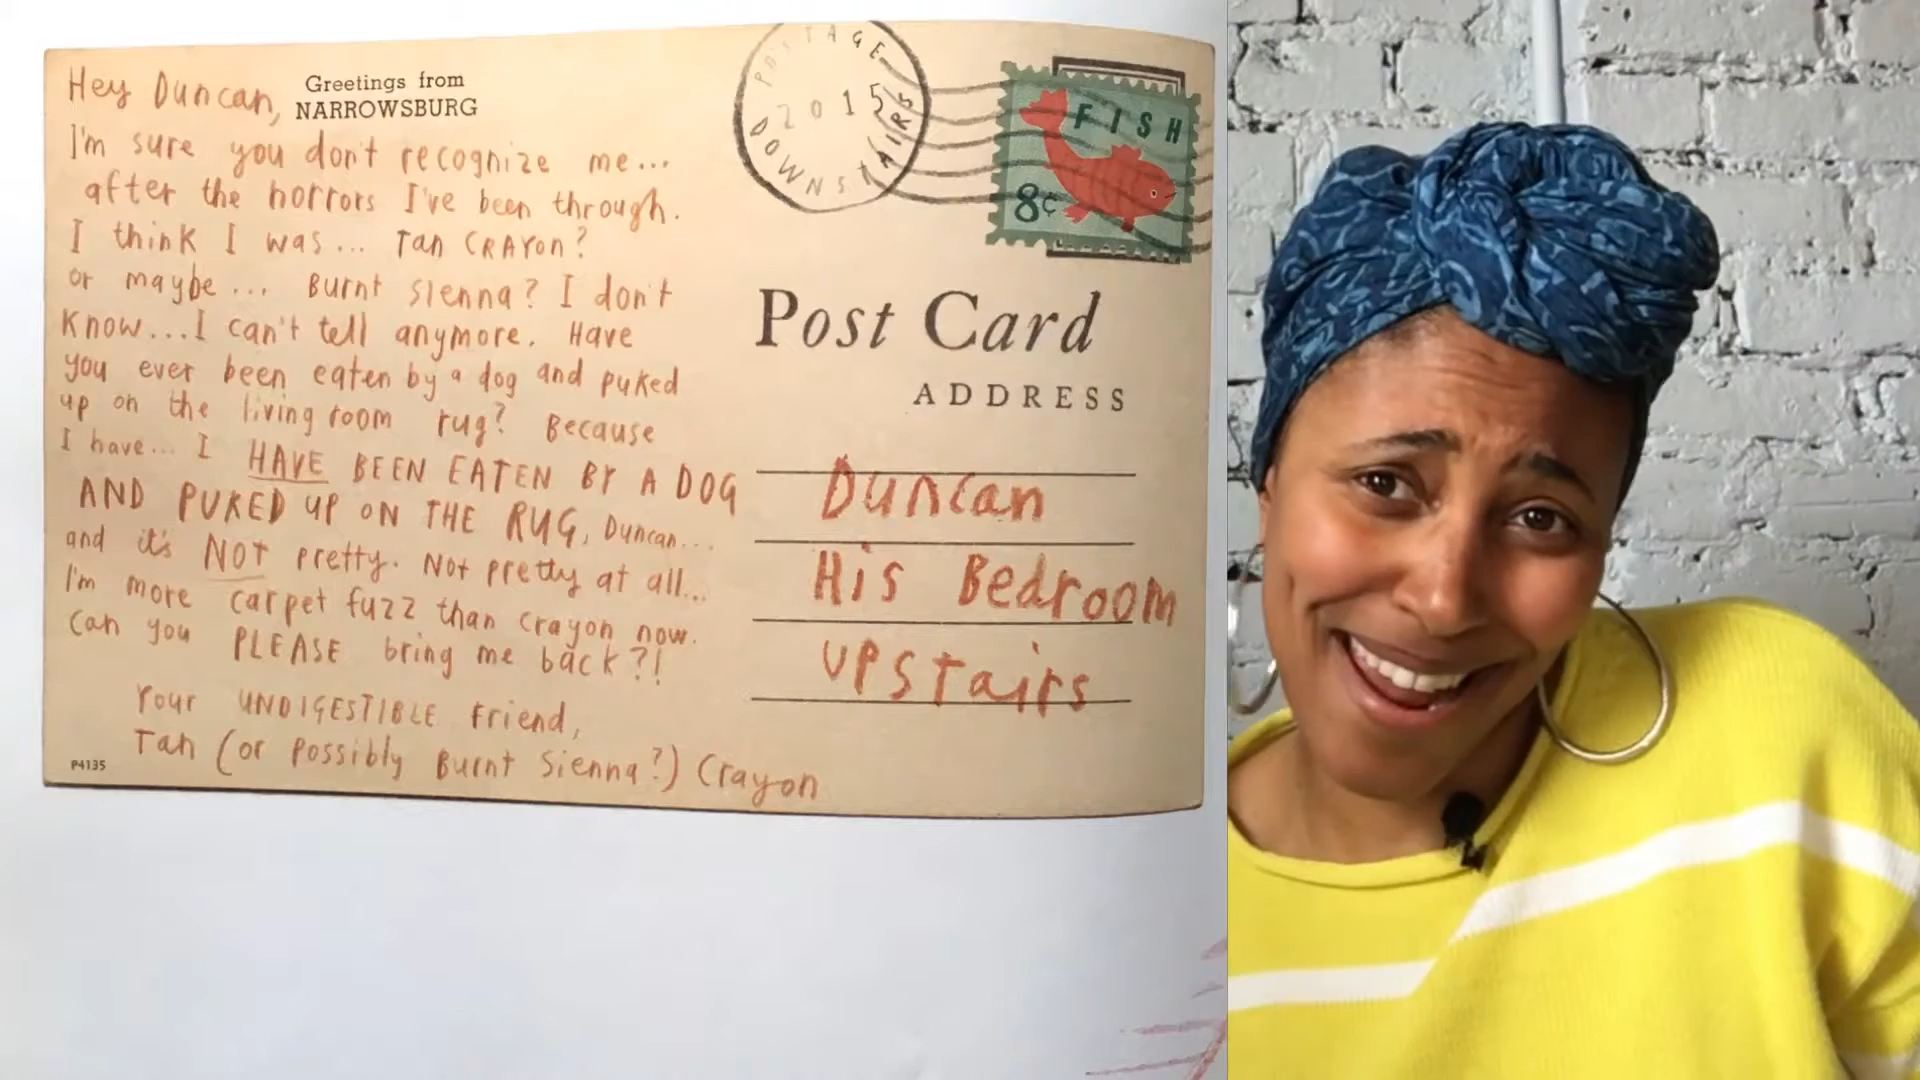 Hey Duncan,
Greetings from
NARROWSBURG
I'm sure you don't recognize me...
after the horrors I've been through.
I think I was... Tan CRAYon?
or maybe... Burnt Sienna? I don't
know...I can't tell anymore. Have
you ever been eaten by a dog and puked
up on the living room rug? Because
I have... I HAVE BEEN EATEN BY A DOG
AND PUKED UP ON THE RUG, Duncan...
and it's NOT pretty. Not pretty at all...
I'm more carpet fuzz than crayon now.
Can you PLEASE bring me back?!
Your UNDIGESTIBLE Friend,
Tan (or possibly Burnt Sienna?) Crayon
P4135
POSTAGE
2015
DOWNSTAIRS
FISH
8¢
Post Card
ADDRESS
Duncan
His Bedroom
UPSTairs